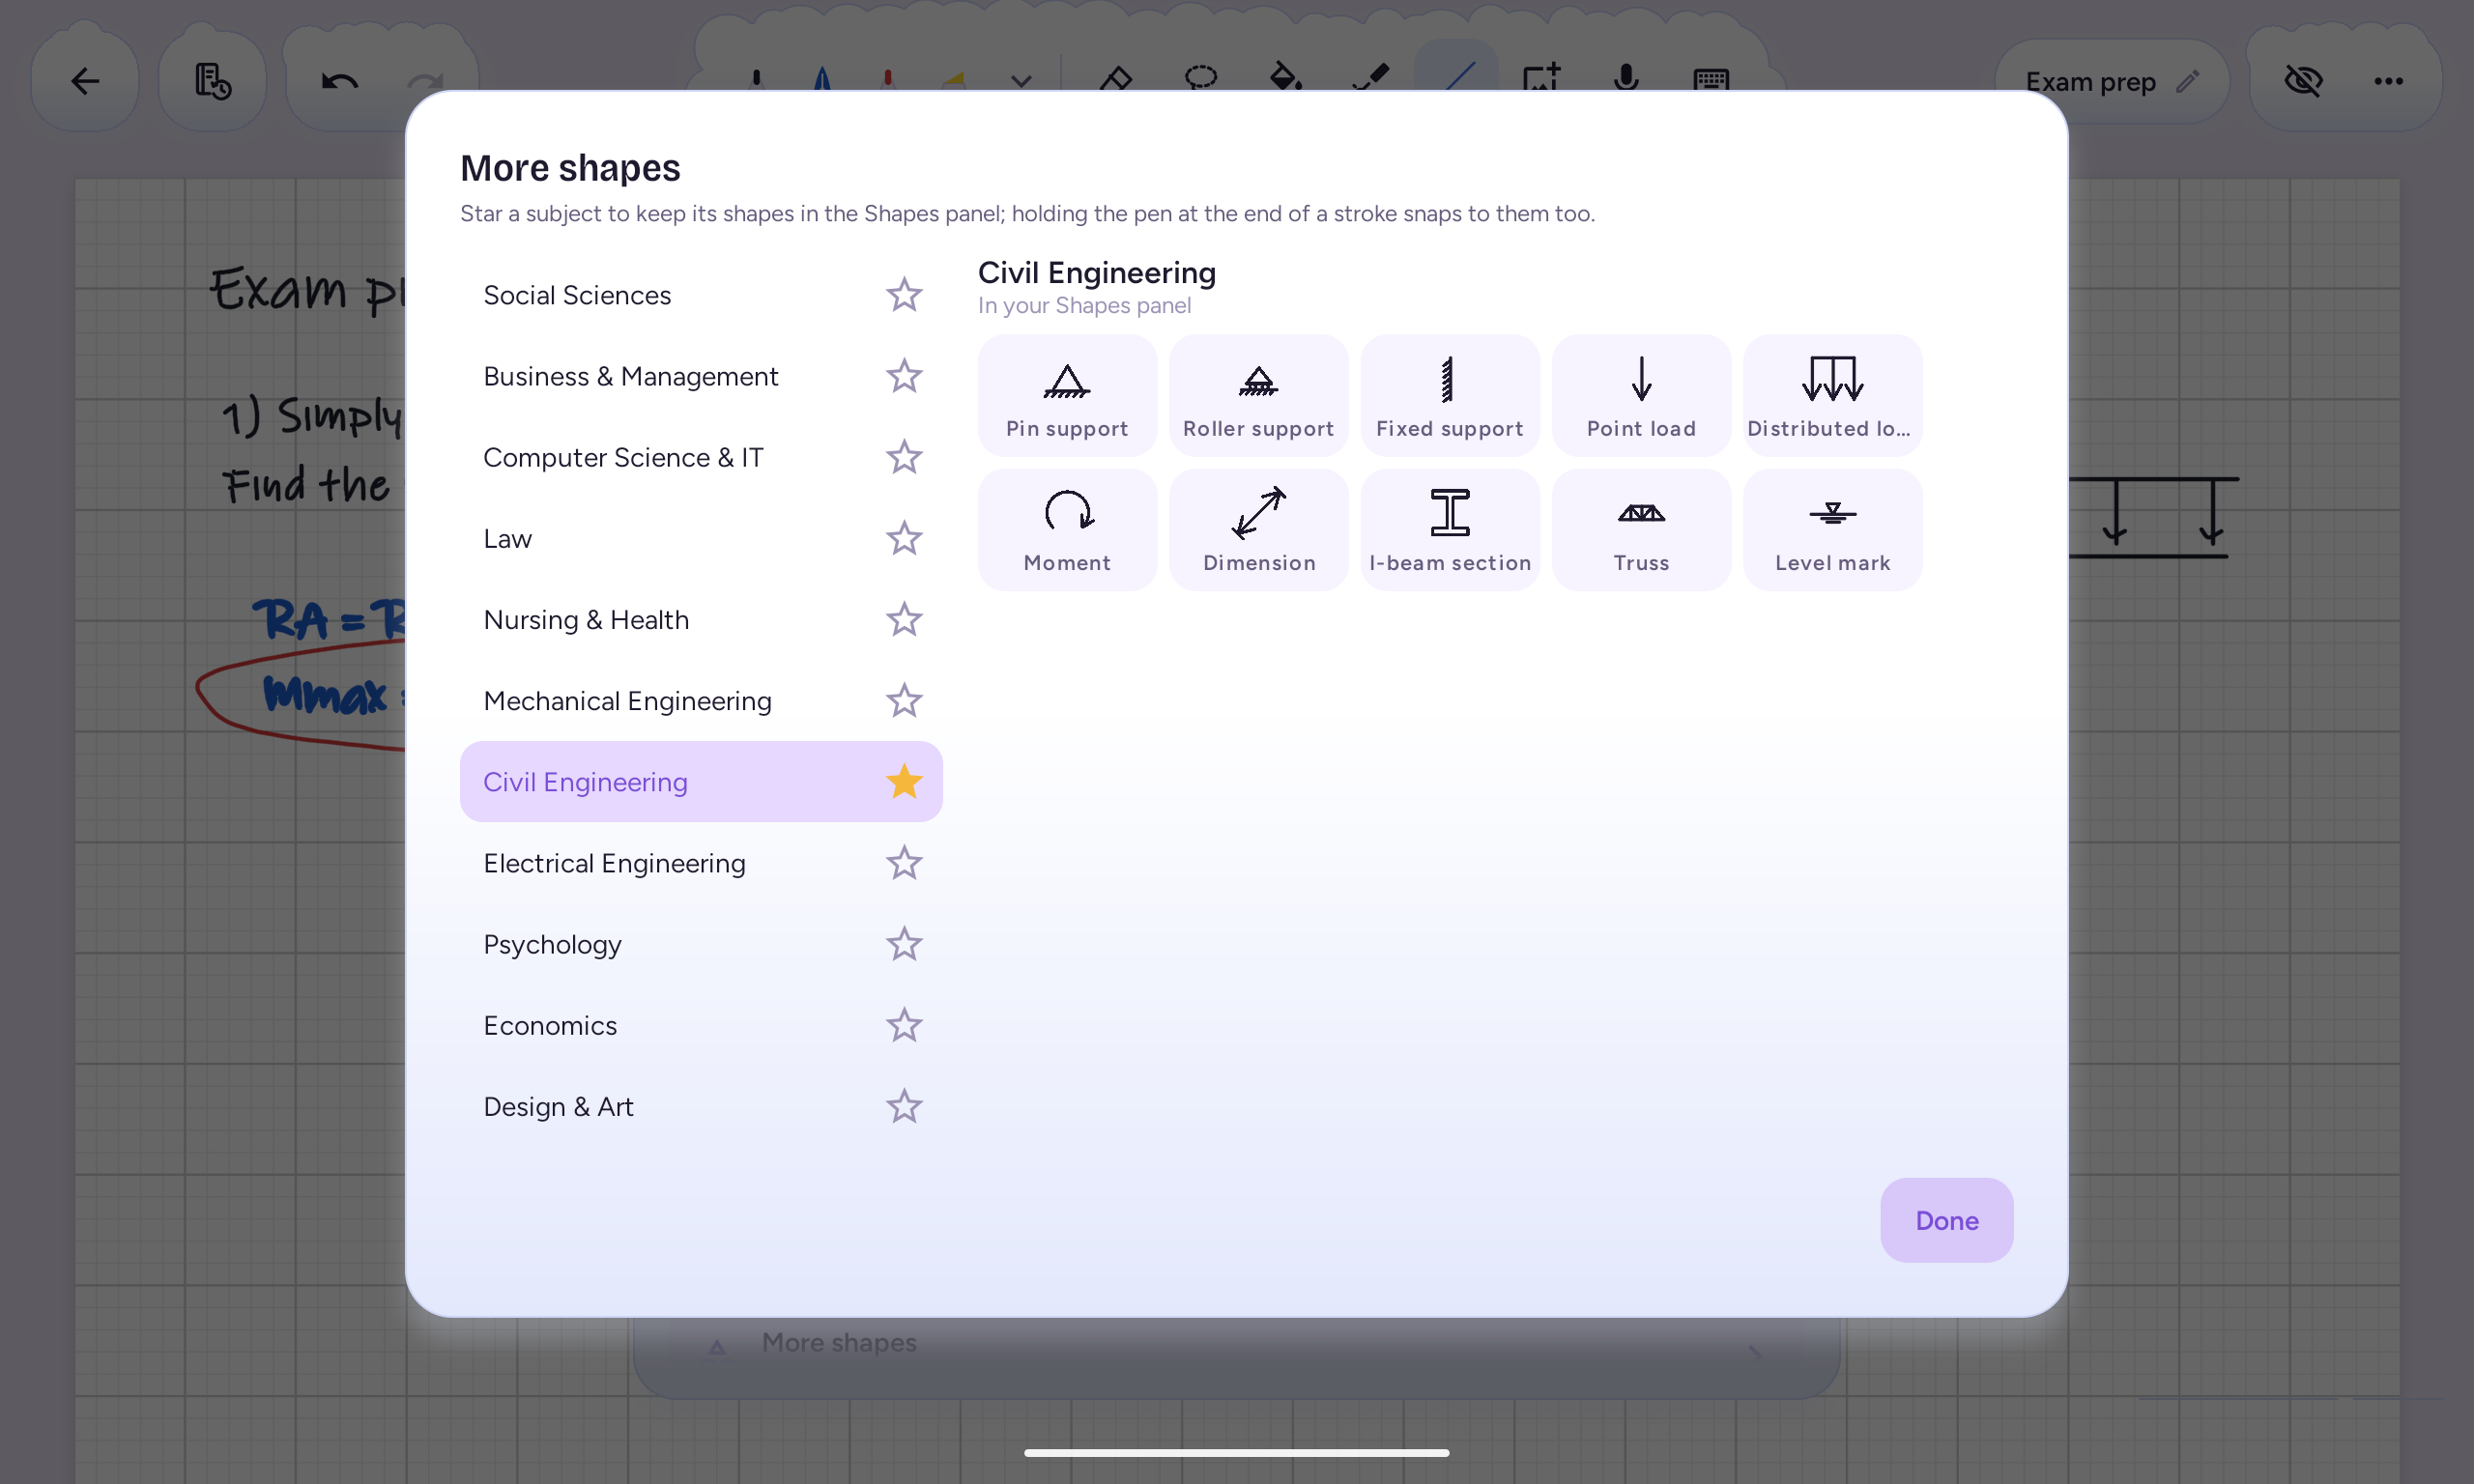 Exam prep
More shapes
Star a subject to keep its shapes in the Shapes panel; holding the pen at the end of a stroke snaps to them too.
Social Sciences
Business & Management
Computer Science & IT
Law
Nursing & Health
Mechanical Engineering
Civil Engineering
Electrical Engineering
Psychology
Economics
Design & Art
Civil Engineering
In your Shapes panel
Pin support
Roller support
Fixed support
Point load
Distributed lo...
Moment
Dimension
I-beam section
Truss
Level mark
Done
Exam
1) Simply
Find the
RA =
Mmax
More shapes